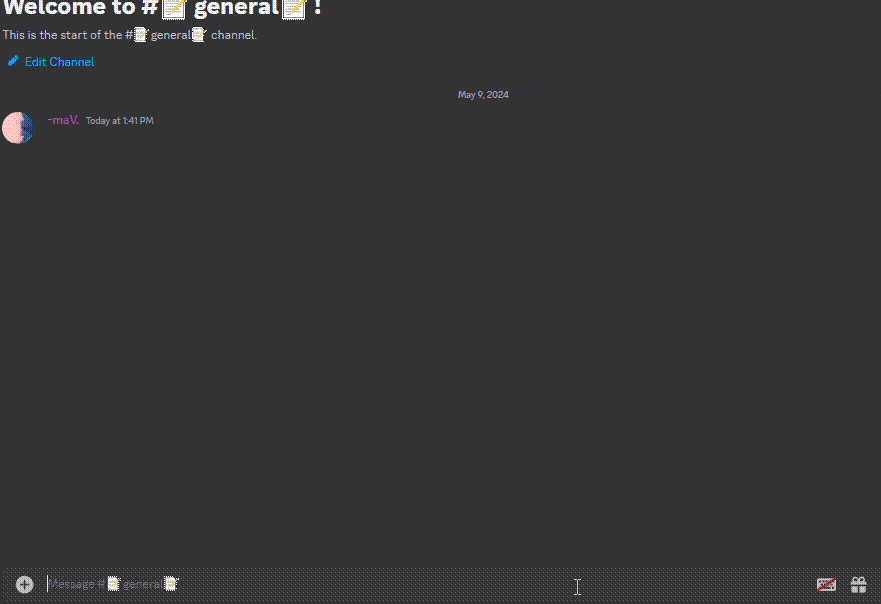 Welcome to #📝 general📝 !
This is the start of the #📝 general📝 channel.
Edit Channel
May 9, 2024
~maV. Today at 1:41 PM
Message #📝 general📝